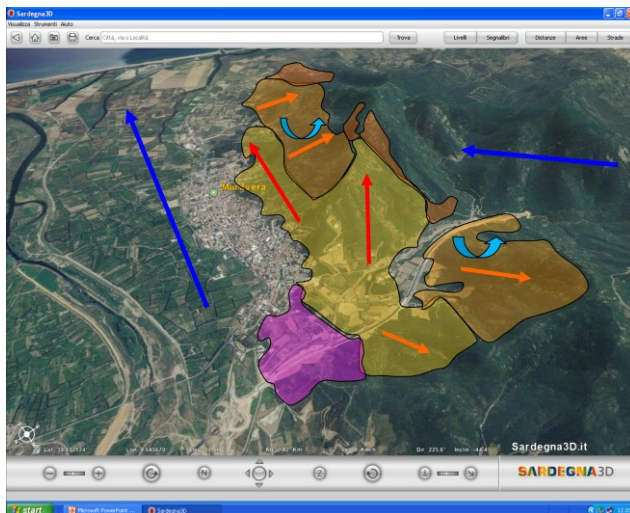 Sardegna3D
Visualizza Strumenti Aiuto
Cerca Città, via o Località Trova Livelli Segnalibri Distanze Aree Strade
Muravera
Sardegna3D.it
N Z
SARDEGNA3D
start Microsoft PowerPoint ... Sardegna3D